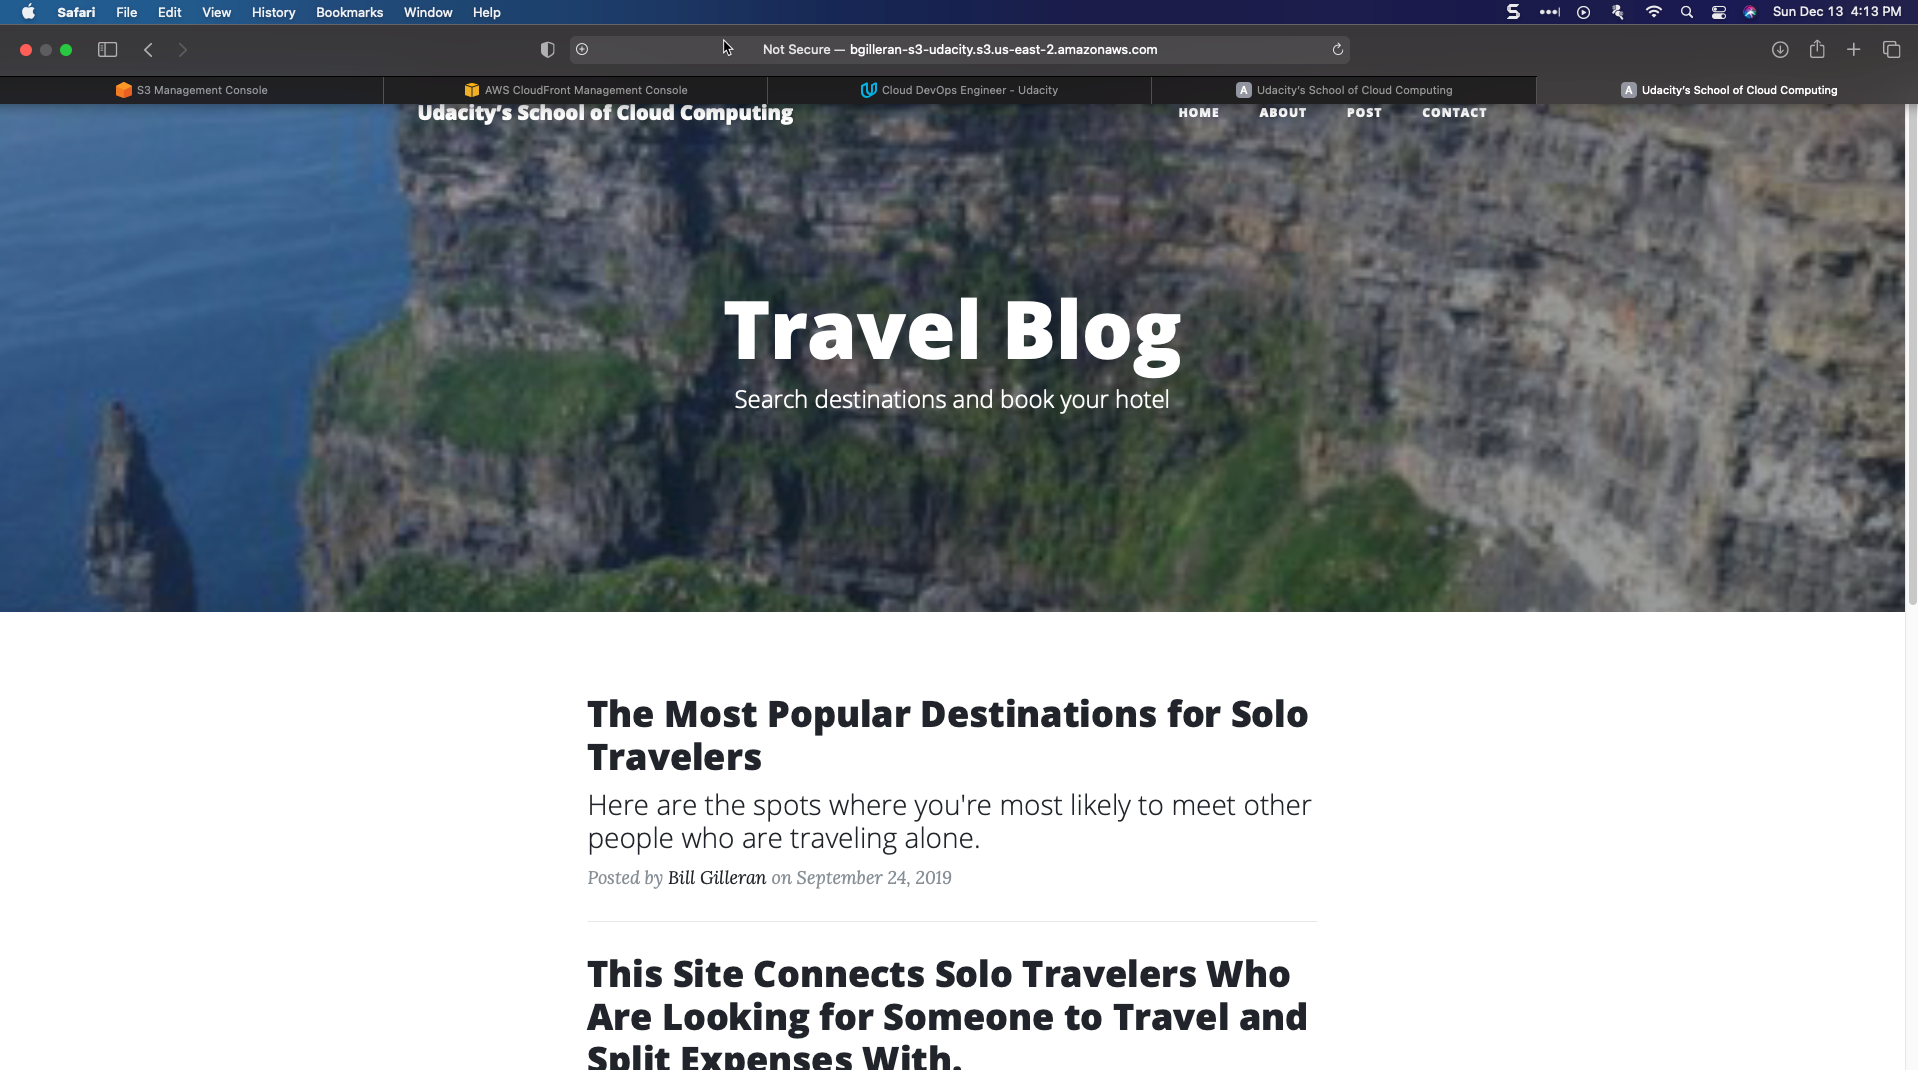 Safari File Edit View History Bookmarks Window Help Sun Dec 13 4:13 PM
Not Secure — bgilleran-s3-udacity.s3.us-east-2.amazonaws.com
S3 Management Console AWS CloudFront Management Console Cloud DevOps Engineer - Udacity A Udacity's School of Cloud Computing A Udacity's School of Cloud Computing
Udacity's School of Cloud Computing HOME ABOUT POST CONTACT
Travel Blog
Search destinations and book your hotel
The Most Popular Destinations for Solo
Travelers
Here are the spots where you're most likely to meet other
people who are traveling alone.
Posted by Bill Gilleran on September 24, 2019
This Site Connects Solo Travelers Who
Are Looking for Someone to Travel and
Split Expenses With.